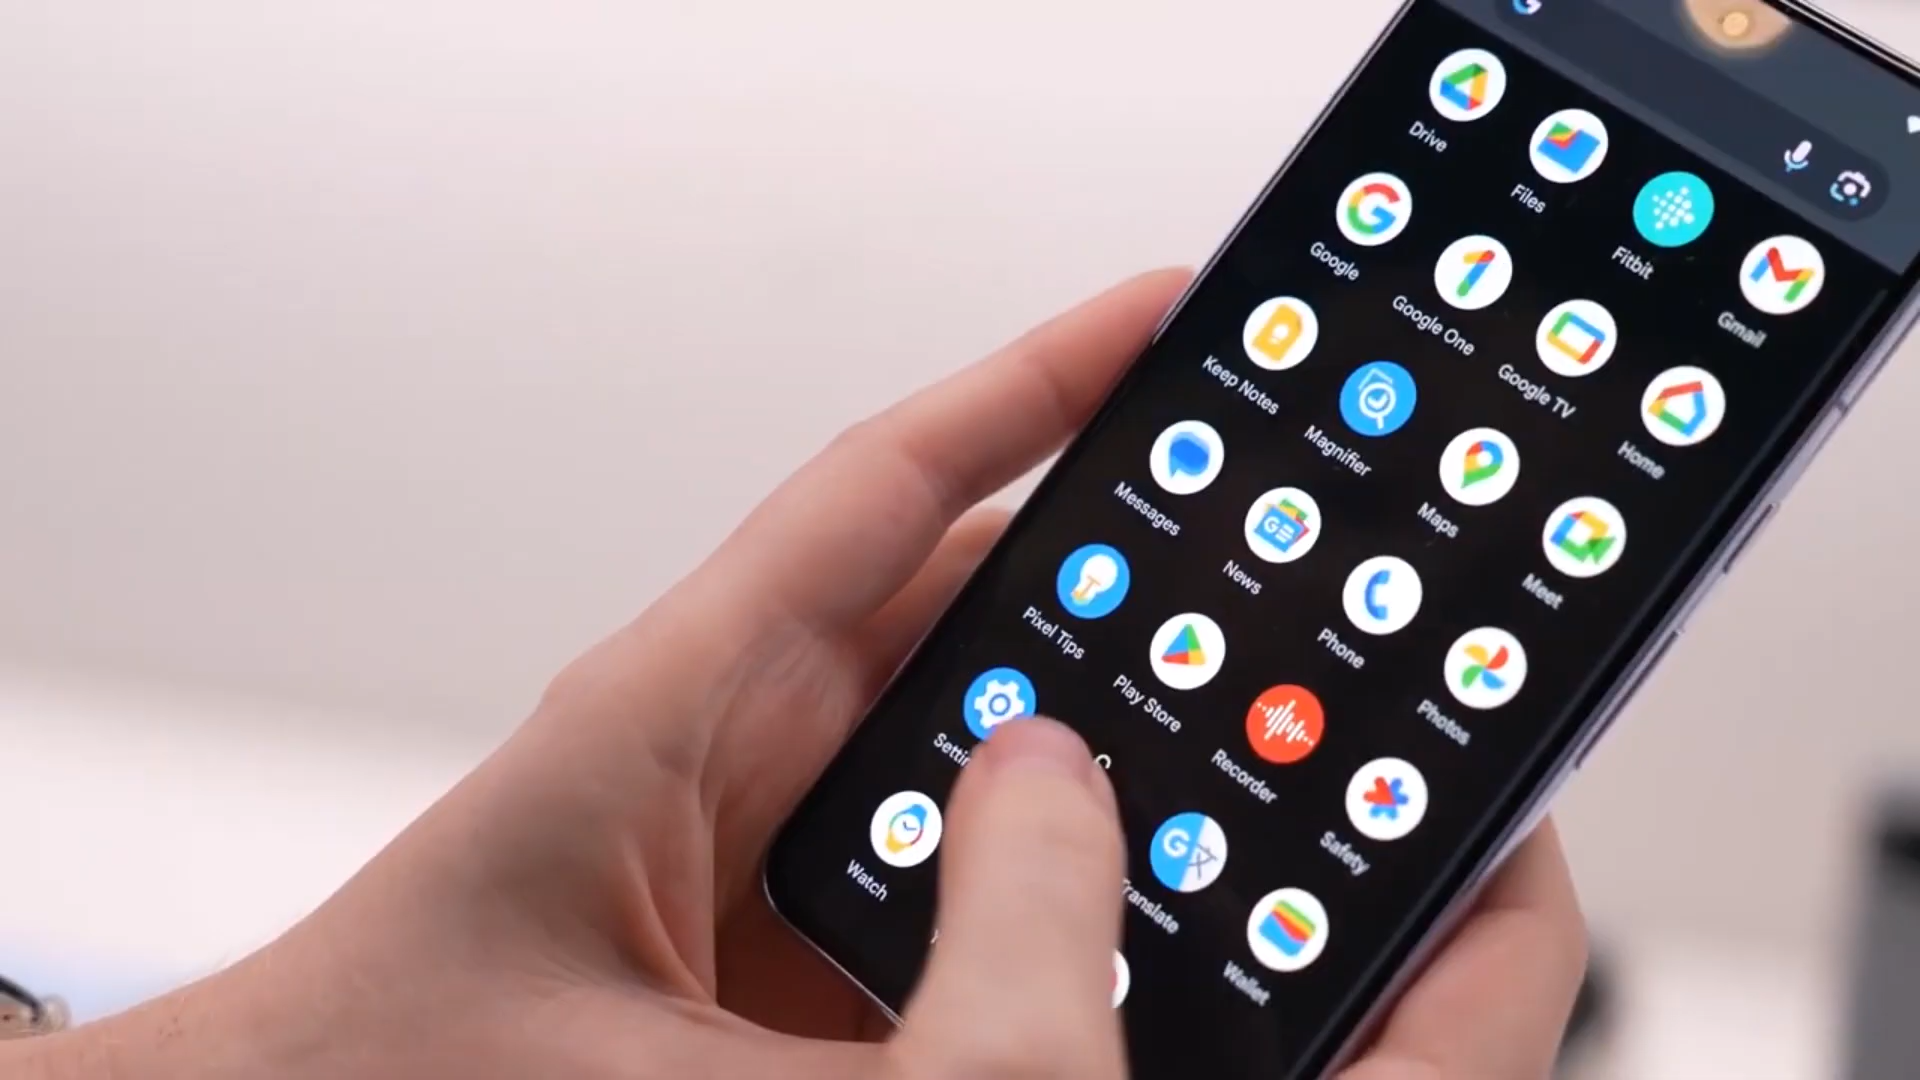 Drive
Files
Fitbit
Gmail
Google
Google One
Google TV
Home
Keep Notes
Magnifier
Maps
Meet
Messages
News
Phone
Photos
Pixel Tips
Play Store
Recorder
Safety
Translate
Wallet
Watch